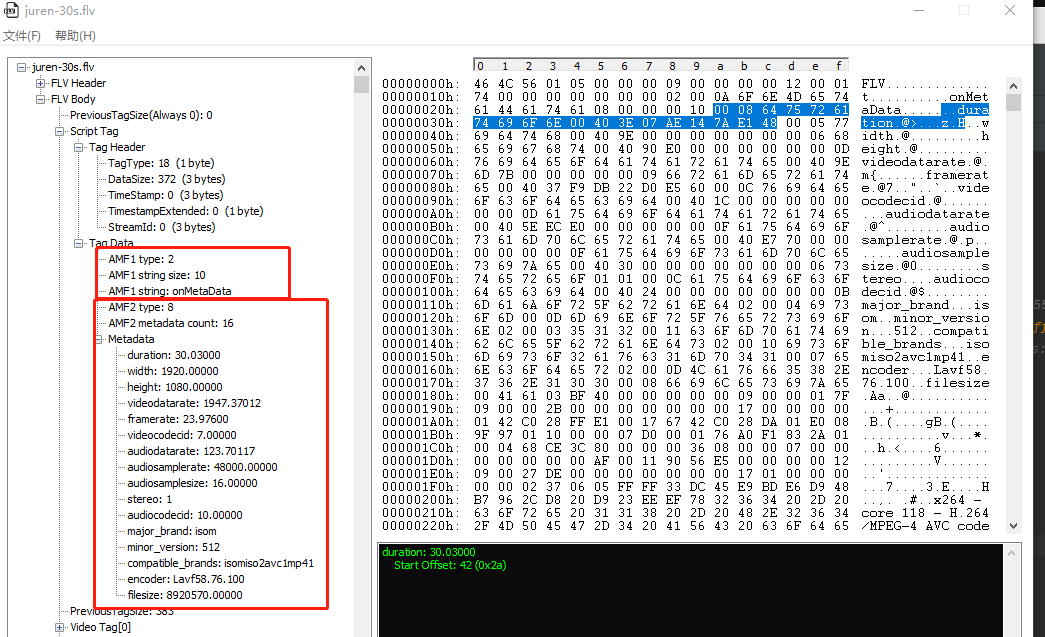 juren-30s.flv
文件(F) 帮助(H)
juren-30s.flv
FLV Header
FLV Body
PreviousTagSize(Always 0): 0
Script Tag
Tag Header
TagType: 18 (1 byte)
DataSize: 372 (3 bytes)
TimeStamp: 0 (3 bytes)
TimestampExtended: 0 (1 byte)
StreamId: 0 (3 bytes)
Tag Data
AMF1 type: 2
AMF1 string size: 10
AMF1 string: onMetaData
AMF2 type: 8
AMF2 metadata count: 16
Metadata
duration: 30.03000
width: 1920.00000
height: 1080.00000
videodatarate: 1947.37012
framerate: 23.97600
videocodecid: 7.00000
audiodatarate: 123.70117
audiosamplerate: 48000.00000
audiosamplesize: 16.00000
stereo: 1
audiocodecid: 10.00000
major_brand: isom
minor_version: 512
compatible_brands: isomiso2avc1mp41
encoder: Lavf58.76.100
filesize: 8920570.00000
PreviousTagSize: 383
Video Tag[0]
0 1 2 3 4 5 6 7 8 9 a b c d e f
00000000h: 46 4C 56 01 05 00 00 00 09 00 00 00 00 12 00 01 FLV.............
00000010h: 74 00 00 00 00 00 00 00 02 00 0A 6F 6E 4D 65 74 t..........onMet
00000020h: 61 44 61 74 61 08 00 00 00 10 00 08 64 75 72 61 aData.......dura
00000030h: 74 69 6F 6E 00 40 3E 07 AE 14 7A E1 48 00 05 77 tion.@>...z.H..w
00000040h: 69 64 74 68 00 40 9E 00 00 00 00 00 00 00 06 68 idth.@.........h
00000050h: 65 69 67 68 74 00 40 90 E0 00 00 00 00 00 00 0D eight.@.........
00000060h: 76 69 64 65 6F 64 61 74 61 72 61 74 65 00 40 9E videodatarate.@.
00000070h: 6D 7B 00 00 00 00 00 09 66 72 61 6D 65 72 61 74 m{......framerat
00000080h: 65 00 40 37 F9 DB 22 D0 E5 60 00 0C 76 69 64 65 e.@7.."..`..vide
00000090h: 6F 63 6F 64 65 63 69 64 00 40 1C 00 00 00 00 00 ocodecid.@......
000000A0h: 00 00 0D 61 75 64 69 6F 64 61 74 61 72 61 74 65 ...audiodatarate
000000B0h: 00 40 5E EC E0 00 00 00 00 00 0F 61 75 64 69 6F .@^........audio
000000C0h: 73 61 6D 70 6C 65 72 61 74 65 00 40 E7 70 00 00 samplerate.@.p..
000000D0h: 00 00 00 00 0F 61 75 64 69 6F 73 61 6D 70 6C 65 .....audiosample
000000E0h: 73 69 7A 65 00 40 30 00 00 00 00 00 00 00 06 73 size.@0........s
000000F0h: 74 65 72 65 6F 01 01 00 0C 61 75 64 69 6F 63 6F tereo....audioco
00000100h: 64 65 63 69 64 00 40 24 00 00 00 00 00 00 00 0B decid.@$........
00000110h: 6D 61 6A 6F 72 5F 62 72 61 6E 64 02 00 04 69 73 major_brand...is
00000120h: 6F 6D 00 0D 6D 69 6E 6F 72 5F 76 65 72 73 69 6F om..minor_versio
00000130h: 6E 02 00 03 35 31 32 00 11 63 6F 6D 70 61 74 69 n...512..compati
00000140h: 62 6C 65 5F 62 72 61 6E 64 73 02 00 10 69 73 6F ble_brands...iso
00000150h: 6D 69 73 6F 32 61 76 63 31 6D 70 34 31 00 07 65 miso2avc1mp41..e
00000160h: 6E 63 6F 64 65 72 02 00 0D 4C 61 76 66 35 38 2E ncoder...Lavf58.
00000170h: 37 36 2E 31 30 30 00 08 66 69 6C 65 73 69 7A 65 76.100..filesize
00000180h: 00 41 61 03 BF 40 00 00 00 00 00 09 00 00 01 7F .Aa..@..........
00000190h: 09 00 00 2B 00 00 00 00 00 00 00 17 00 00 00 00 ...+............
000001A0h: 01 42 C0 28 FF E1 00 17 67 42 C0 28 DA 01 E0 08 .B.(....gB.(....
000001B0h: 9F 97 01 10 00 00 07 D0 00 01 76 A0 F1 83 2A 01 ..........v...*.
000001C0h: 00 04 68 CE 3C 80 00 00 00 36 08 00 00 07 00 00 ..h.<....6......
000001D0h: 00 00 00 00 AF 00 11 90 56 E5 00 00 00 00 00 12 ........V.......
000001E0h: 09 00 27 DE 00 00 00 00 00 00 00 17 01 00 00 00 ..'.............
000001F0h: 00 00 02 37 06 05 FF FF 33 DC 45 E9 BD E6 D9 48 ...7....3.E....H
00000200h: B7 96 2C D8 20 D9 23 EE EF 78 32 36 34 20 2D 20 ..,. .#..x264 -
00000210h: 63 6F 72 65 20 31 31 38 20 2D 20 48 2E 32 36 34 core 118 - H.264
00000220h: 2F 4D 50 45 47 2D 34 20 41 56 43 20 63 6F 64 65 /MPEG-4 AVC code
duration: 30.03000
Start Offset: 42 (0x2a)